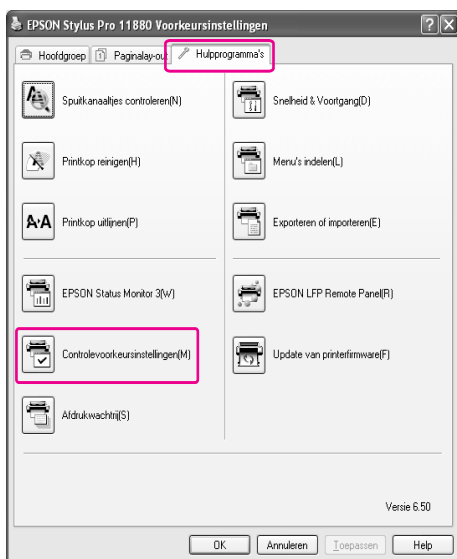 EPSON Stylus Pro 11880 Voorkeursinstellingen
Hoofdgroep
Paginalay-out
Hulpprogramma's
Spuitkanaaltjes controleren(N)
Snelheid & Voortgang(D)
Printkop reinigen(H)
Menu's indelen(L)
Printkop uitlijnen(P)
Exporteren of importeren(E)
EPSON Status Monitor 3(W)
EPSON LFP Remote Panel(R)
Controlevoorkeursinstellingen(M)
Update van printerfirmware(F)
Afdrukwachtrij(S)
Versie 6.50
OK
Annuleren
Toepassen
Help